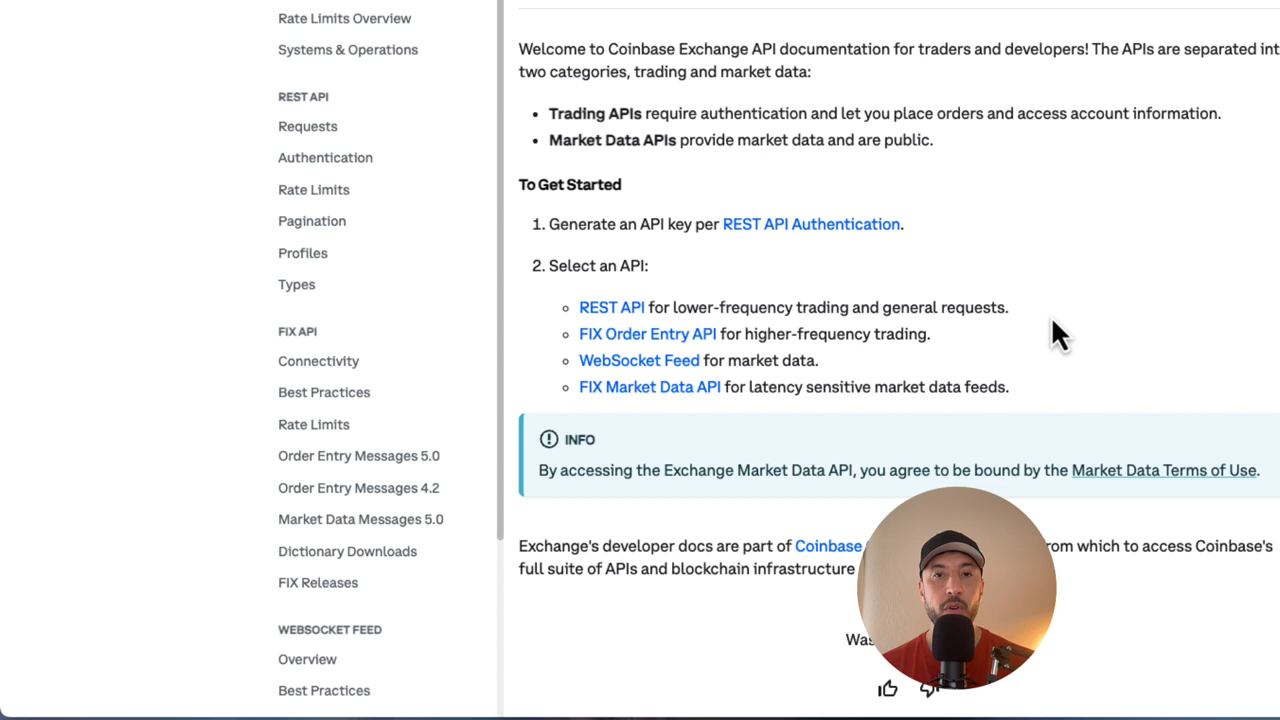 Rate Limits Overview
Systems & Operations
REST API
Requests
Authentication
Rate Limits
Pagination
Profiles
Types
FIX API
Connectivity
Best Practices
Rate Limits
Order Entry Messages 5.0
Order Entry Messages 4.2
Market Data Messages 5.0
Dictionary Downloads
FIX Releases
WEBSOCKET FEED
Overview
Best Practices
Welcome to Coinbase Exchange API documentation for traders and developers! The APIs are separated int
two categories, trading and market data:
• Trading APIs require authentication and let you place orders and access account information.
• Market Data APIs provide market data and are public.
To Get Started
1. Generate an API key per REST API Authentication.
2. Select an API:
REST API for lower-frequency trading and general requests.
FIX Order Entry API for higher-frequency trading.
WebSocket Feed for market data.
FIX Market Data API for latency sensitive market data feeds.
INFO
By accessing the Exchange Market Data API, you agree to be bound by the Market Data Terms of Use.
Exchange's developer docs are part of Coinbase rom which to access Coinbase's
full suite of APIs and blockchain infrastructure
Was